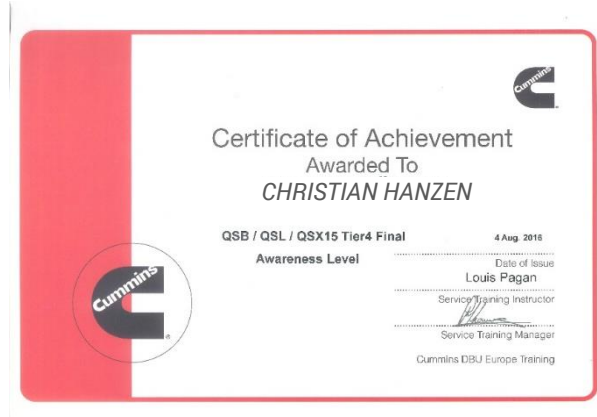 Cummins
Certificate of Achievement
Awarded To
CHRISTIAN HANZEN
QSB / QSL / QSX15 Tier4 Final
Awareness Level
4 Aug. 2016
Date of Issue
Louis Pagan
Service Training Instructor
Service Training Manager
Cummins DBU Europe Training
Cummins